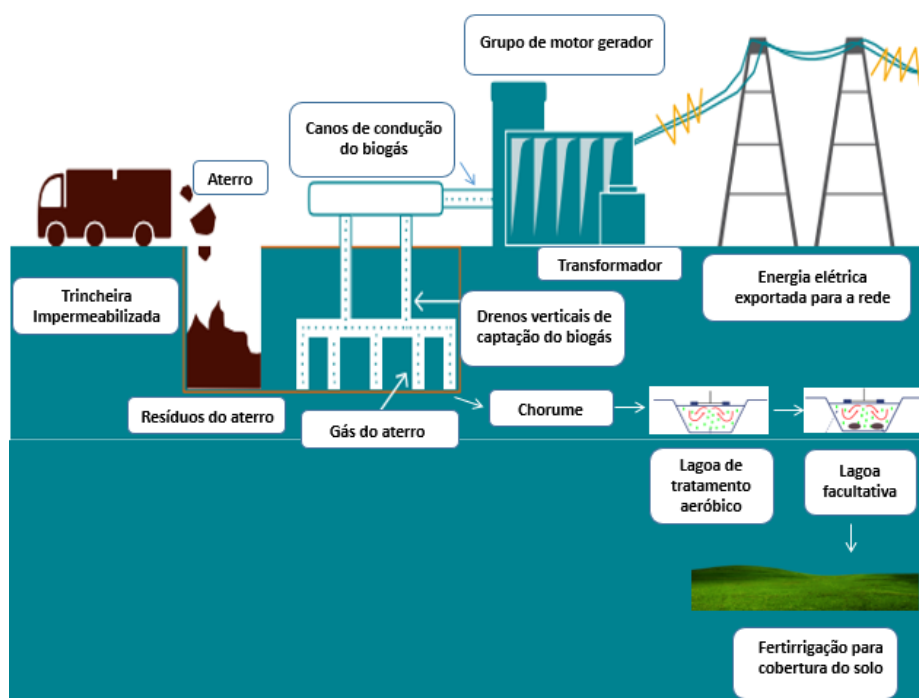 Grupo de motor gerador
Canos de condução
do biogás
Aterro
Transformador
Trincheira
Impermeabilizada
Energia elétrica
exportada para a rede
Drenos verticais de
captação do biogás
Resíduos do aterro
Gás do aterro
Chorume
Lagoa de
tratamento
aeróbico
Lagoa
facultativa
Fertirrigação para
cobertura do solo